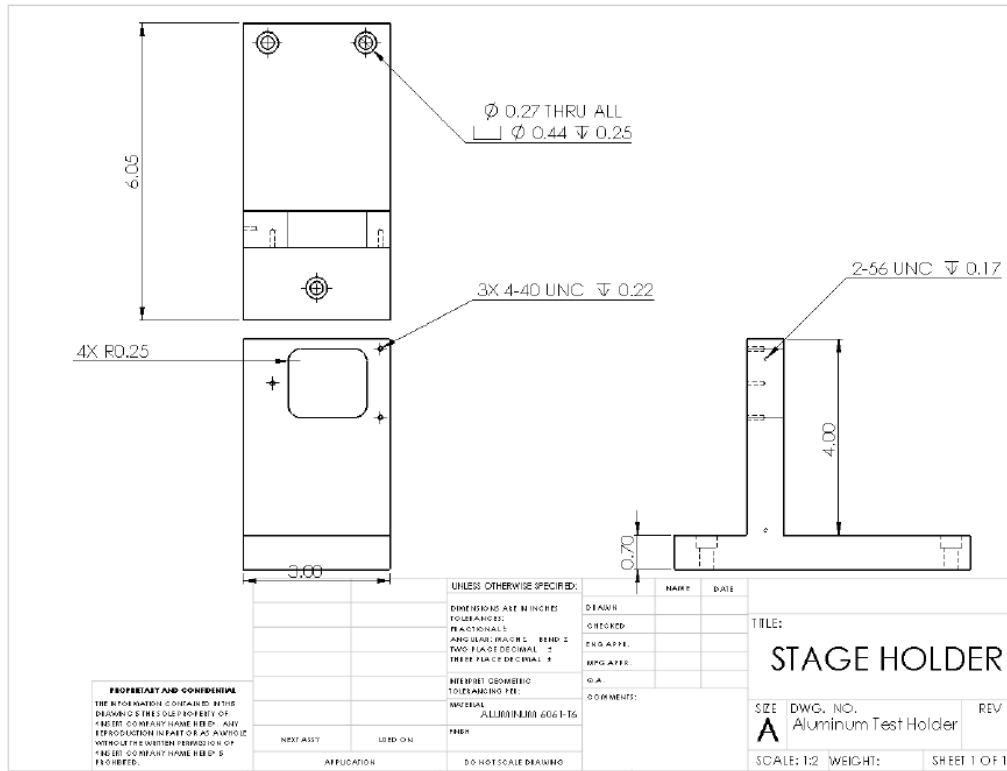 6.05
Ø 0.27 THRU ALL
⌴ Ø 0.44 ↧ 0.25
2-56 UNC ↧ 0.17
3X 4-40 UNC ↧ 0.22
4X R0.25
4.00
0.70
3.00
UNLESS OTHERWISE SPECIFIED:
DIMENSIONS ARE IN INCHES
TOLERANCES:
FRACTIONAL ±
ANGULAR: MACH ± BEND ±
TWO PLACE DECIMAL ±
THREE PLACE DECIMAL ±
INTERPRET GEOMETRIC
TOLERANCING PER:
MATERIAL
ALUMINUM 6061-T6
FINISH
DO NOT SCALE DRAWING
NAME DATE
DRAWN
CHECKED
ENG APPR.
MFG APPR.
Q.A.
COMMENTS:
TITLE:
STAGE HOLDER
SIZE DWG. NO. REV
A Aluminum Test Holder
SCALE: 1:2 WEIGHT: SHEET 1 OF 1
PROPRIETARY AND CONFIDENTIAL
THE INFORMATION CONTAINED IN THIS
DRAWING IS THE SOLE PROPERTY OF
<INSERT COMPANY NAME HERE>. ANY
REPRODUCTION IN PART OR AS A WHOLE
WITHOUT THE WRITTEN PERMISSION OF
<INSERT COMPANY NAME HERE> IS
PROHIBITED.
NEXT ASSY USED ON
APPLICATION